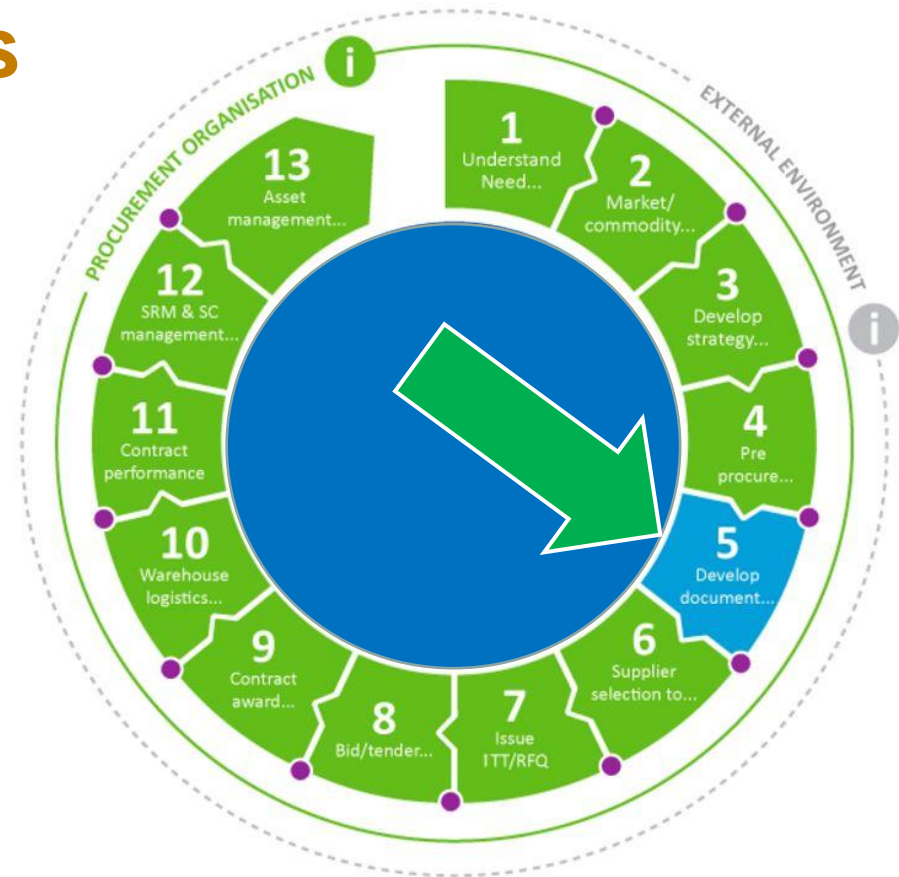 s
PROCUREMENT ORGANISATION
i
EXTERNAL ENVIRONMENT
i
1
Understand
Need...
2
Market/
commodity...
3
Develop
strategy...
4
Pre
procure...
5
Develop
document...
6
Supplier
selection to...
7
Issue
ITT/RFQ
8
Bid/tender...
9
Contract
award...
10
Warehouse
logistics...
11
Contract
performance
12
SRM & SC
management...
13
Asset
management...